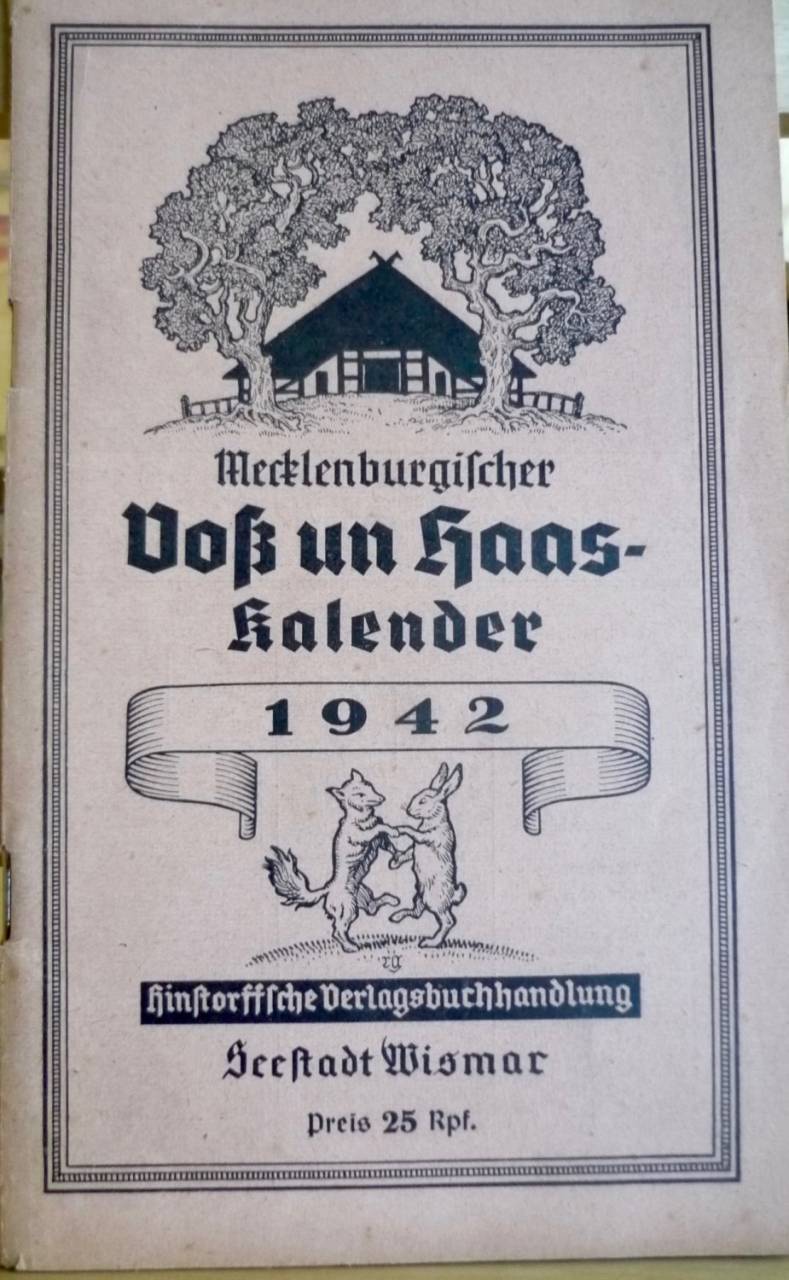 Mecklenburgiſcher
Voß un Haas-
Kalender
1942
Hinſtorffſche Verlagsbuchhandlung
Seeſtadt Wismar
Preis 25 Rpf.